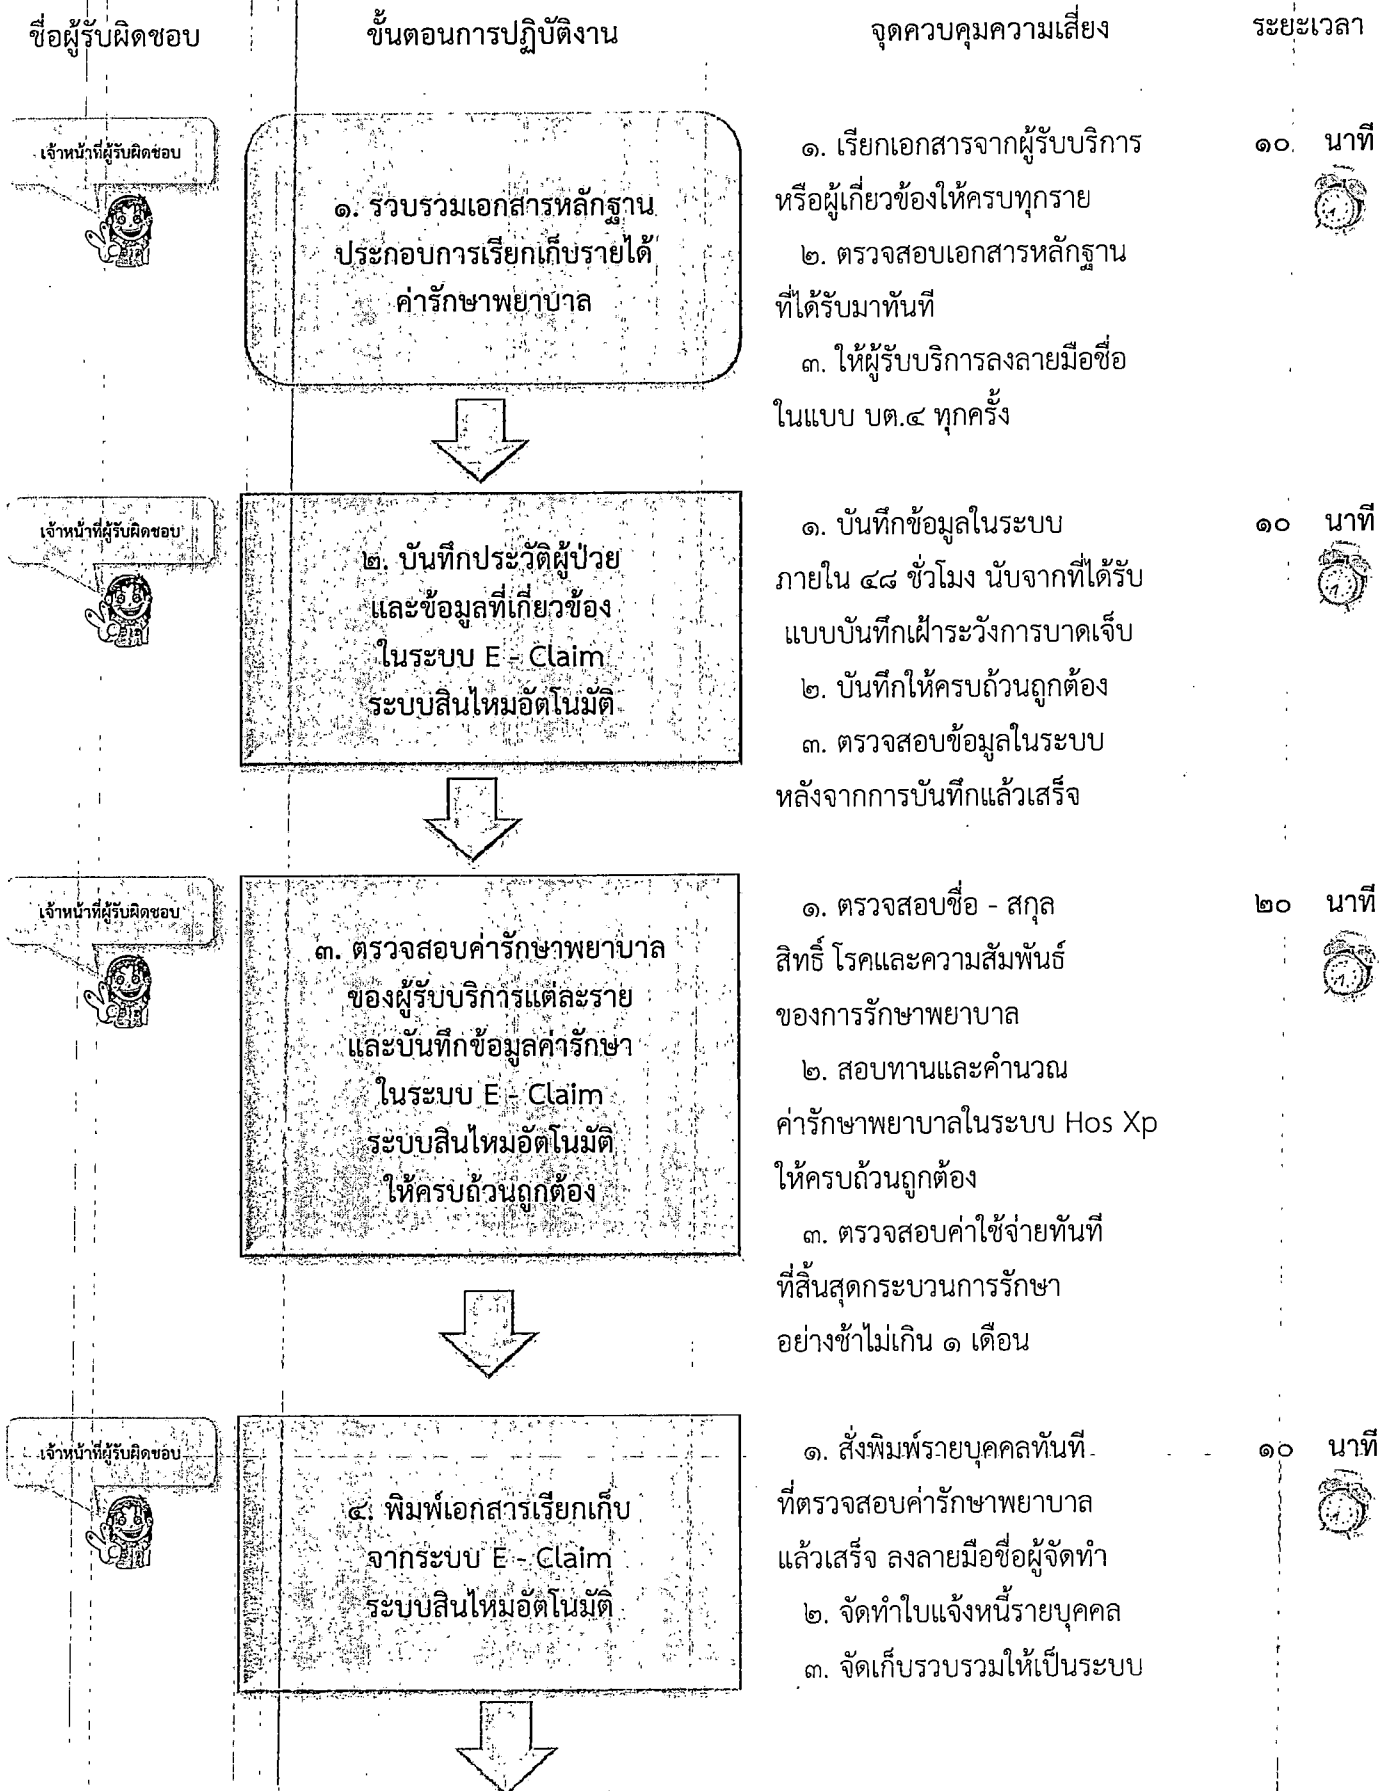 ชื่อผู้รับผิดชอบ
ขั้นตอนการปฏิบัติงาน
จุดควบคุมความเสี่ยง
ระยะเวลา
เจ้าหน้าที่ผู้รับผิดชอบ
๑. รวบรวมเอกสารหลักฐาน
ประกอบการเรียกเก็บรายได้
ค่ารักษาพยาบาล
๑. เรียกเอกสารจากผู้รับบริการ
หรือผู้เกี่ยวข้องให้ครบทุกราย
๒. ตรวจสอบเอกสารหลักฐาน
ที่ได้รับมาทันที
๓. ให้ผู้รับบริการลงลายมือชื่อ
ในแบบ บต.๔ ทุกครั้ง
๑๐ นาที
เจ้าหน้าที่ผู้รับผิดชอบ
๒. บันทึกประวัติผู้ป่วย
และข้อมูลที่เกี่ยวข้อง
ในระบบ E - Claim
ระบบสินไหมอัตโนมัติ
๑. บันทึกข้อมูลในระบบ
ภายใน ๔๘ ชั่วโมง นับจากที่ได้รับ
แบบบันทึกเฝ้าระวังการบาดเจ็บ
๒. บันทึกให้ครบถ้วนถูกต้อง
๓. ตรวจสอบข้อมูลในระบบ
หลังจากการบันทึกแล้วเสร็จ
๑๐ นาที
เจ้าหน้าที่ผู้รับผิดชอบ
๓. ตรวจสอบค่ารักษาพยาบาล
ของผู้รับบริการแต่ละราย
และบันทึกข้อมูลค่ารักษา
ในระบบ E - Claim
ระบบสินไหมอัตโนมัติ
ให้ครบถ้วนถูกต้อง
๑. ตรวจสอบชื่อ - สกุล
สิทธิ์ โรคและความสัมพันธ์
ของการรักษาพยาบาล
๒. สอบทานและคำนวณ
ค่ารักษาพยาบาลในระบบ Hos Xp
ให้ครบถ้วนถูกต้อง
๓. ตรวจสอบค่าใช้จ่ายทันที
ที่สิ้นสุดกระบวนการรักษา
อย่างช้าไม่เกิน ๑ เดือน
๒๐ นาที
เจ้าหน้าที่ผู้รับผิดชอบ
๔. พิมพ์เอกสารเรียกเก็บ
จากระบบ E - Claim
ระบบสินไหมอัตโนมัติ
๑. สั่งพิมพ์รายบุคคลทันที
ที่ตรวจสอบค่ารักษาพยาบาล
แล้วเสร็จ ลงลายมือชื่อผู้จัดทำ
๒. จัดทำใบแจ้งหนี้รายบุคคล
๓. จัดเก็บรวบรวมให้เป็นระบบ
๑๐ นาที